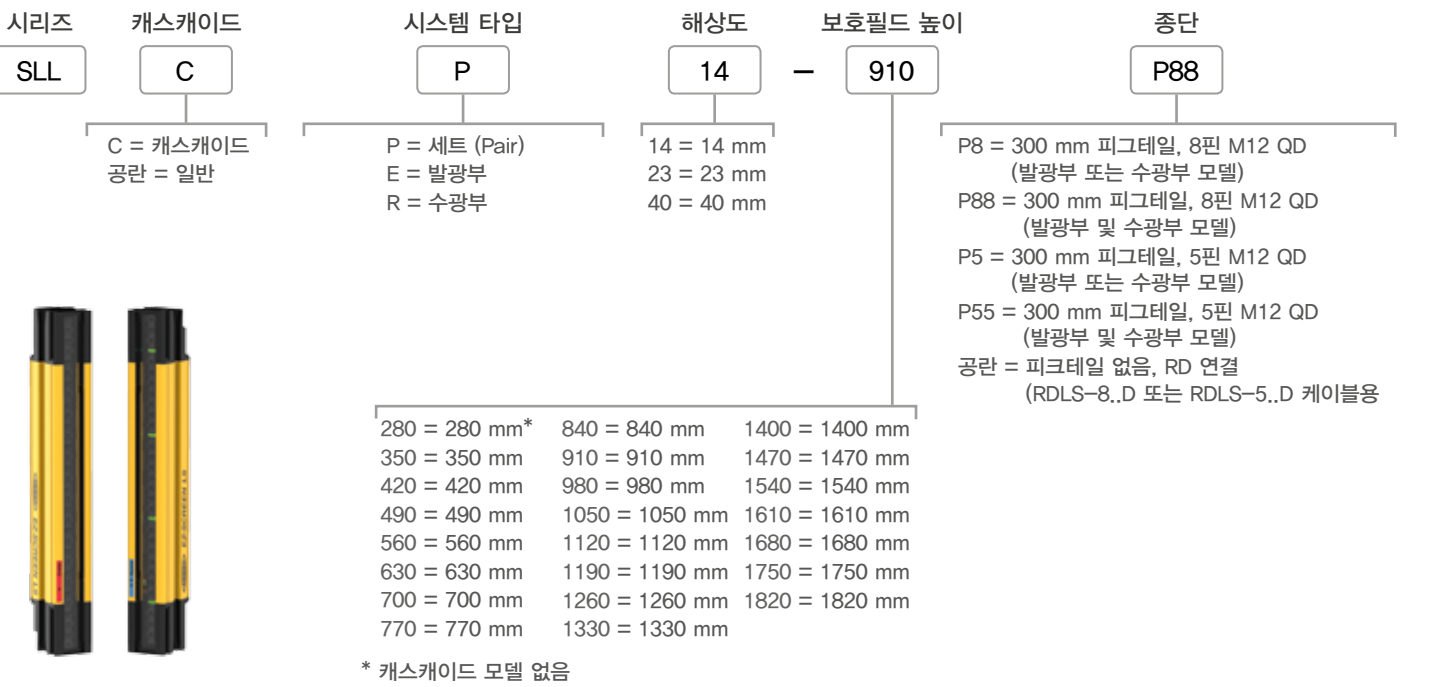 시리즈 캐스캐이드 시스템 타입 해상도 보호필드 높이 종단
SLL C P 14 – 910 P88
C = 캐스캐이드
공란 = 일반
P = 세트 (Pair)
E = 발광부
R = 수광부
14 = 14 mm
23 = 23 mm
40 = 40 mm
P8 = 300 mm 피그테일, 8핀 M12 QD
(발광부 또는 수광부 모델)
P88 = 300 mm 피그테일, 8핀 M12 QD
(발광부 및 수광부 모델)
P5 = 300 mm 피그테일, 5핀 M12 QD
(발광부 또는 수광부 모델)
P55 = 300 mm 피그테일, 5핀 M12 QD
(발광부 및 수광부 모델)
공란 = 피크테일 없음, RD 연결
(RDLS-8..D 또는 RDLS-5..D 케이블용
280 = 280 mm* 840 = 840 mm 1400 = 1400 mm
350 = 350 mm 910 = 910 mm 1470 = 1470 mm
420 = 420 mm 980 = 980 mm 1540 = 1540 mm
490 = 490 mm 1050 = 1050 mm 1610 = 1610 mm
560 = 560 mm 1120 = 1120 mm 1680 = 1680 mm
630 = 630 mm 1190 = 1190 mm 1750 = 1750 mm
700 = 700 mm 1260 = 1260 mm 1820 = 1820 mm
770 = 770 mm 1330 = 1330 mm
* 캐스캐이드 모델 없음
EZ-SCREEN LS
EZ-SCREEN LS